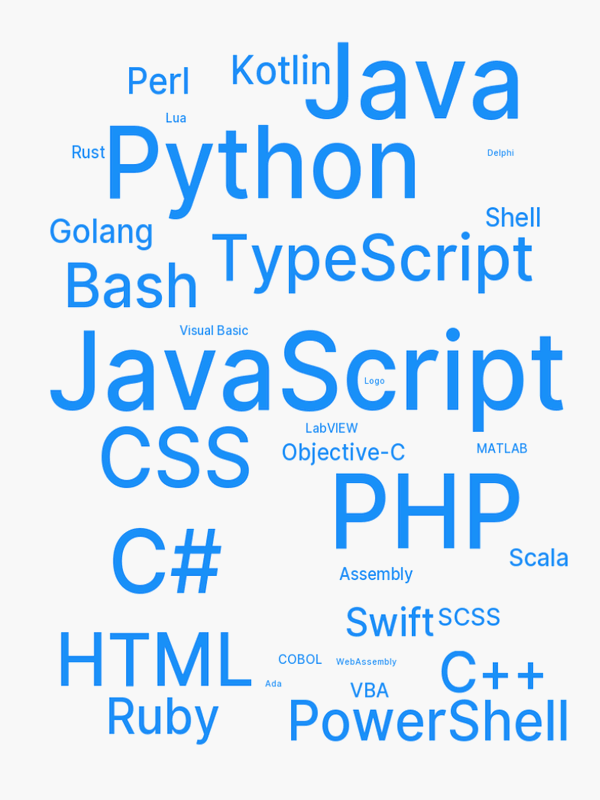 Kotlin
Java
Perl
Lua
Python
Rust
Delphi
Shell
Golang
TypeScript
Bash
Visual Basic
JavaScript
Logo
LabVIEW
CSS
Objective-C
MATLAB
PHP
C#
Scala
Assembly
Swift
SCSS
HTML
COBOL
WebAssembly
C++
Ada
VBA
Ruby
PowerShell